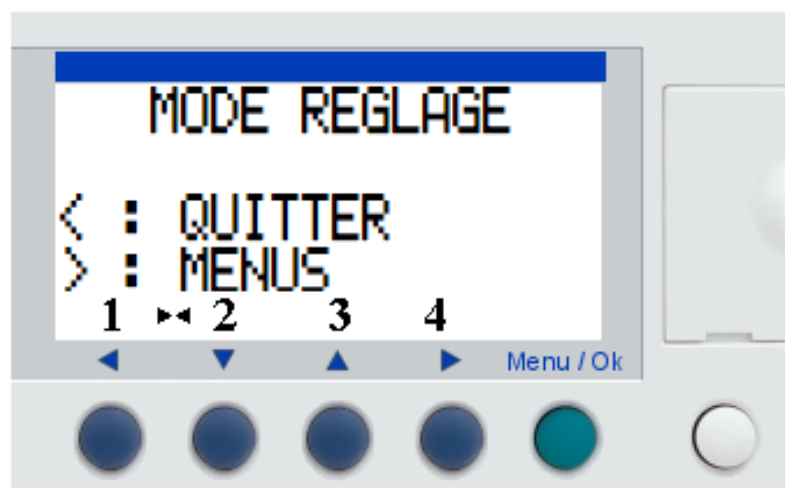 MODE REGLAGE
< : QUITTER
> : MENUS
1 ►◄ 2 3 4
◄ ▼ ▲ ► Menu / Ok